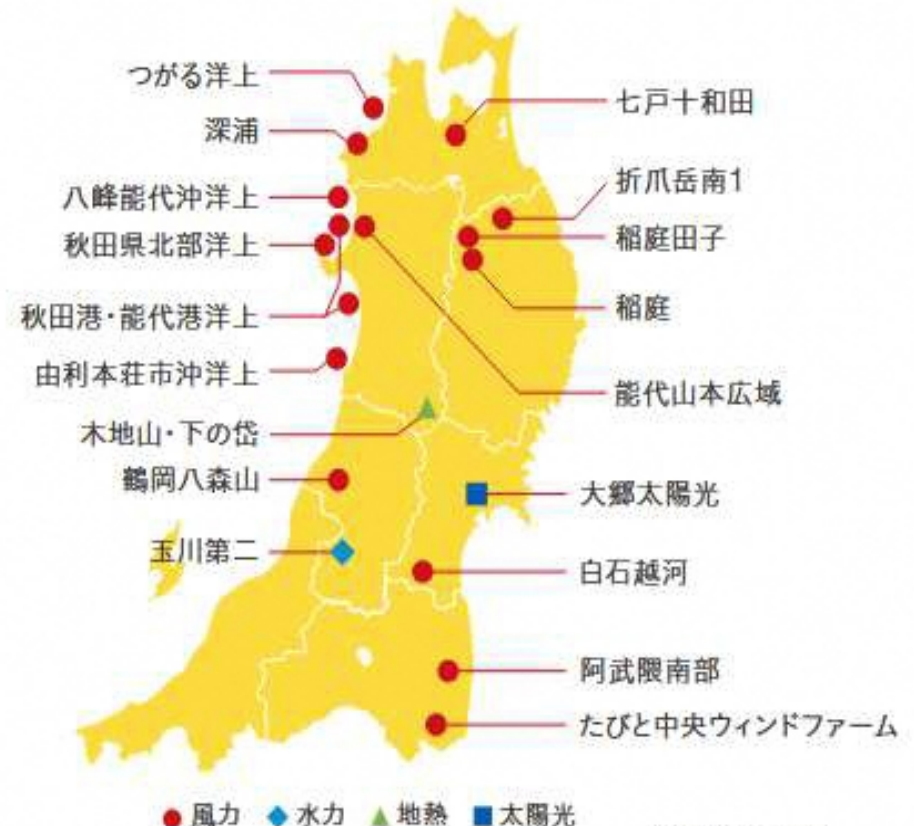 つがる洋上
深浦
八峰能代沖洋上
秋田県北部洋上
秋田港・能代港洋上
由利本荘市沖洋上
木地山・下の岱
鶴岡八森山
玉川第二
七戸十和田
折爪岳南1
稲庭田子
稲庭
能代山本広域
大郷太陽光
白石越河
阿武隈南部
たびと中央ウィンドファーム
風力 水力 地熱 太陽光